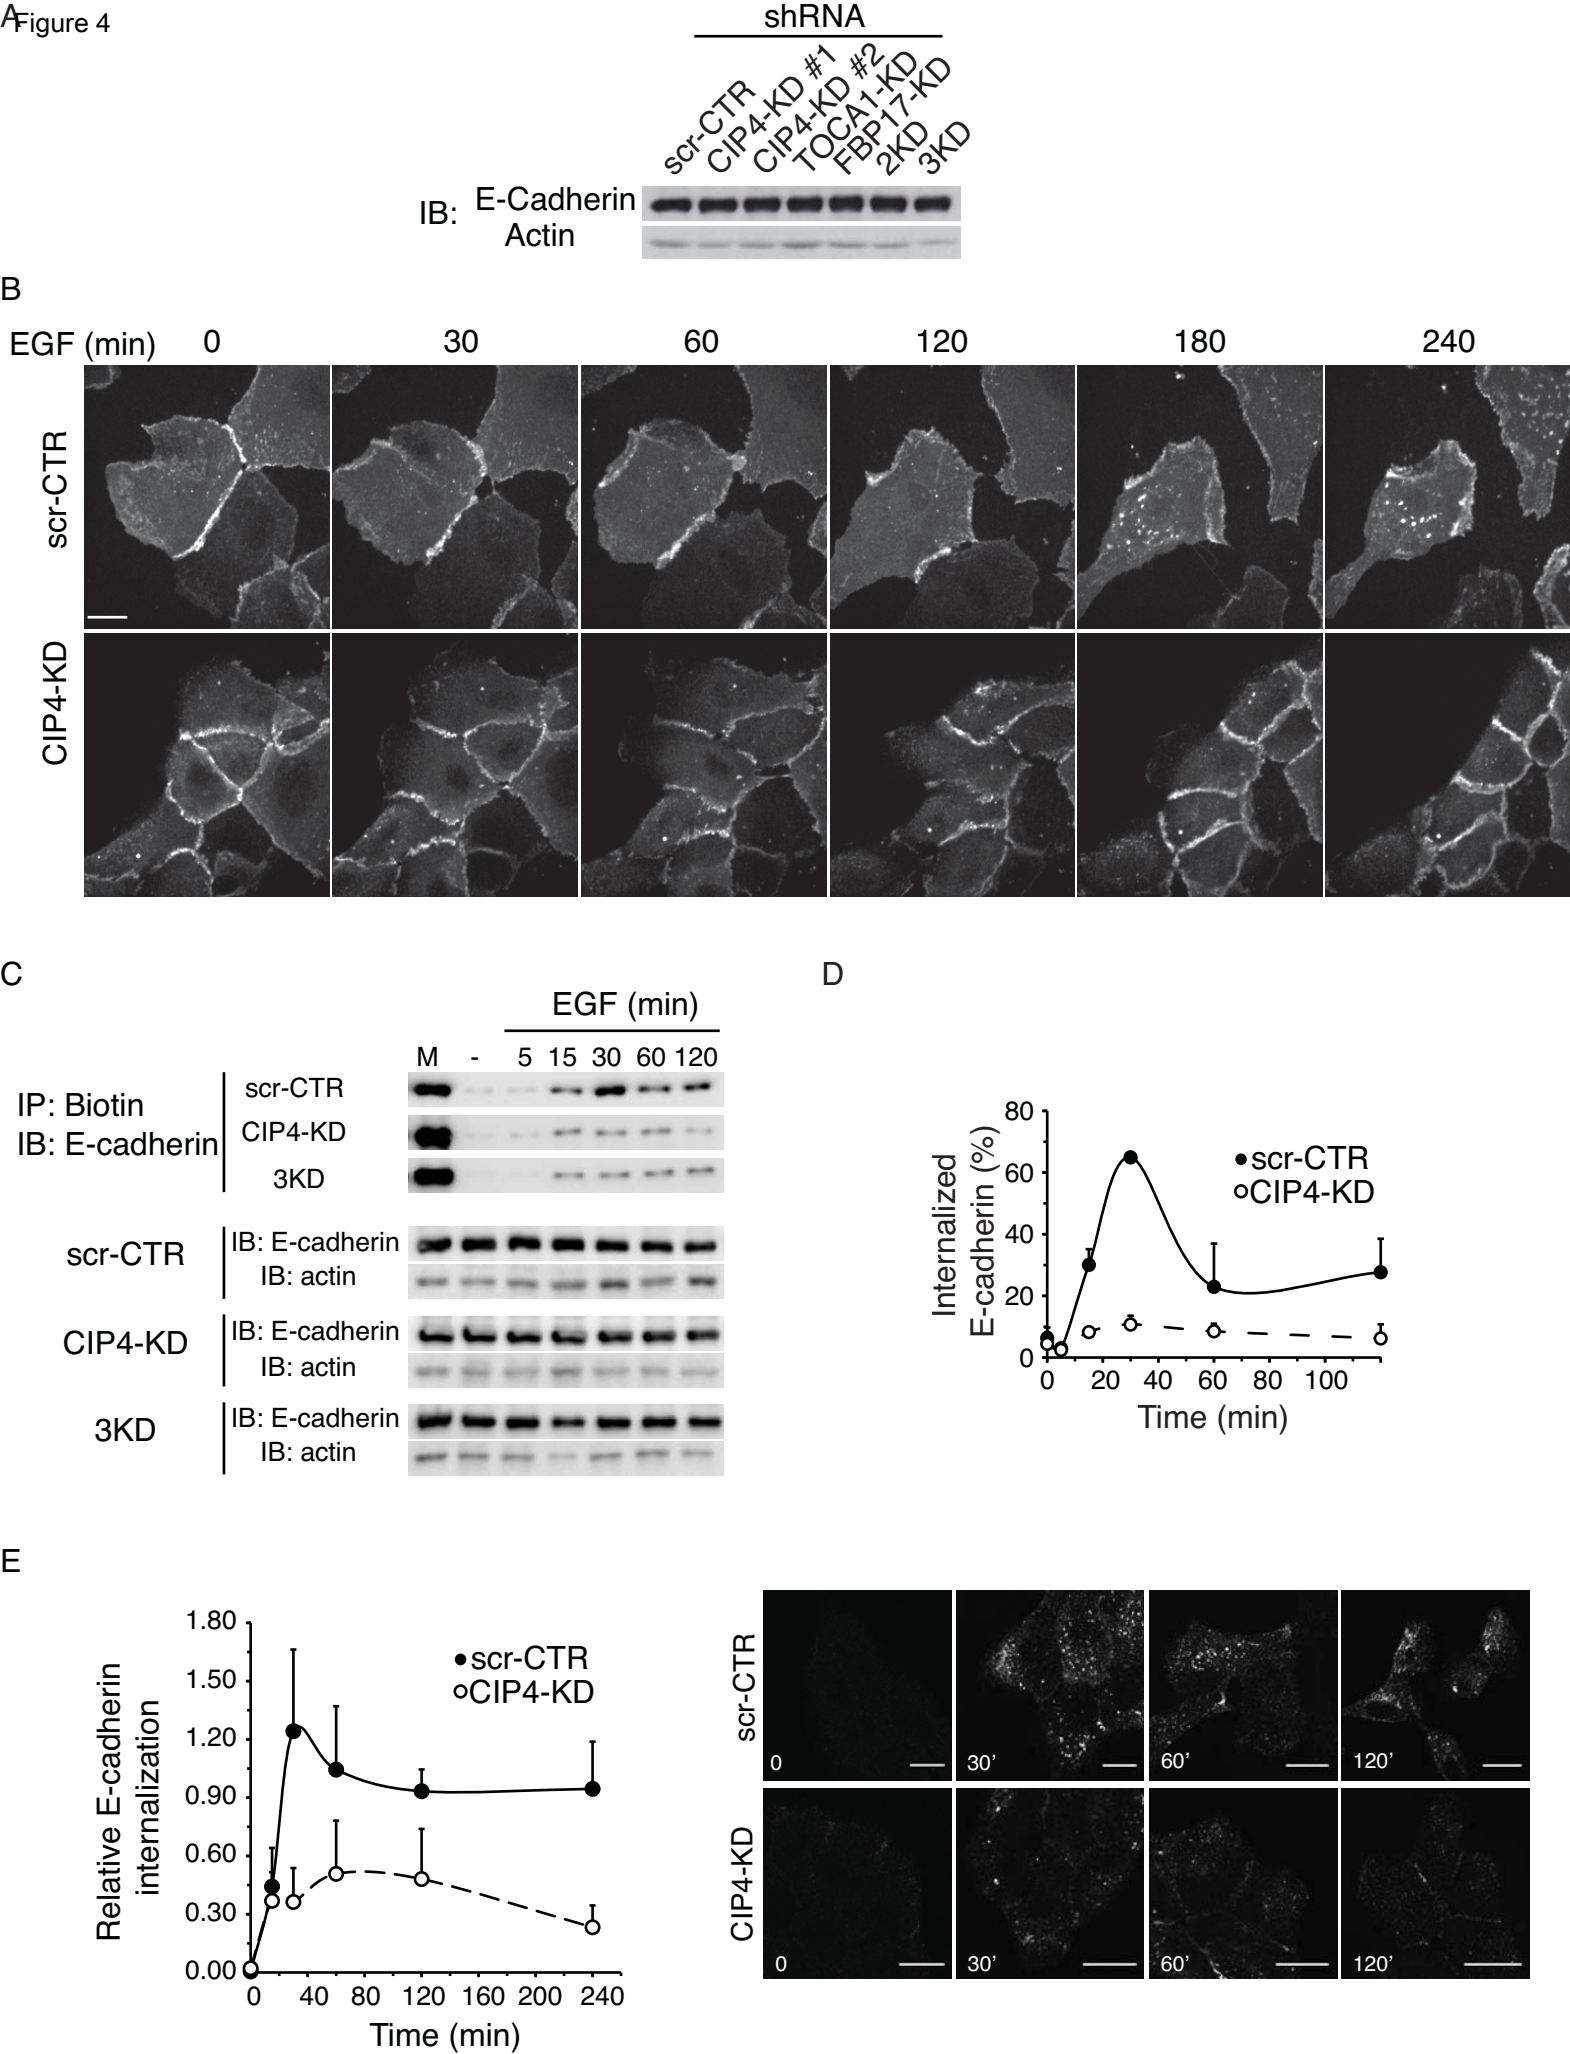 A
Figure 4
shRNA
scr-CTR
CIP4-KD #1
CIP4-KD #2
TOCA1-KD
FBP17-KD
2KD
3KD
IB: E-Cadherin
Actin
B
EGF (min) 0 30 60 120 180 240
scr-CTR
CIP4-KD
C
EGF (min)
M - 5 15 30 60 120
IP: Biotin
IB: E-cadherin
scr-CTR
CIP4-KD
3KD
scr-CTR
IB: E-cadherin
IB: actin
CIP4-KD
IB: E-cadherin
IB: actin
3KD
IB: E-cadherin
IB: actin
D
Internalized
E-cadherin (%)
80
60
40
20
0
scr-CTR
CIP4-KD
0 20 40 60 80 100
Time (min)
E
Relative E-cadherin
internalization
1.80
1.50
1.20
0.90
0.60
0.30
0.00
scr-CTR
CIP4-KD
0 40 80 120 160 200 240
Time (min)
scr-CTR
0 30’ 60’ 120’
CIP4-KD
0 30’ 60’ 120’